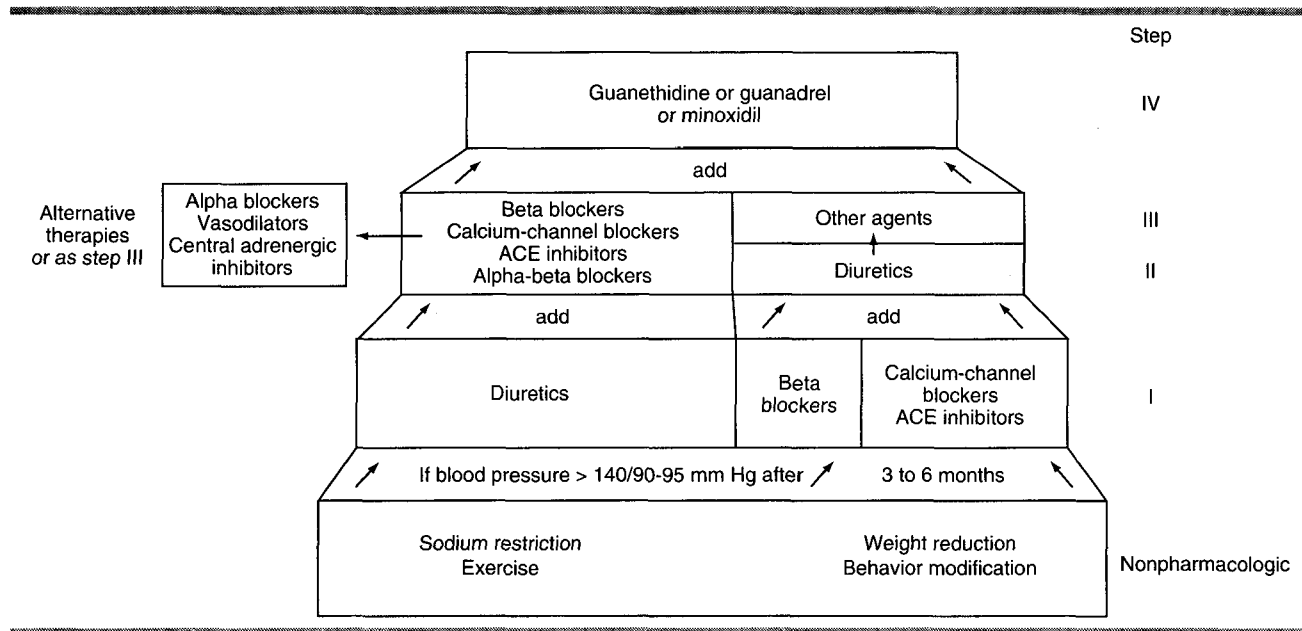 Step
Guanethidine or guanadrel
or minoxidil
IV
add
Alternative
therapies
or as step III
Alpha blockers
Vasodilators
Central adrenergic
inhibitors
Beta blockers
Calcium-channel blockers
ACE inhibitors
Alpha-beta blockers
Other agents
III
Diuretics
II
add
add
Diuretics
Beta
blockers
Calcium-channel
blockers
ACE inhibitors
I
If blood pressure > 140/90-95 mm Hg after 3 to 6 months
Sodium restriction
Exercise
Weight reduction
Behavior modification
Nonpharmacologic